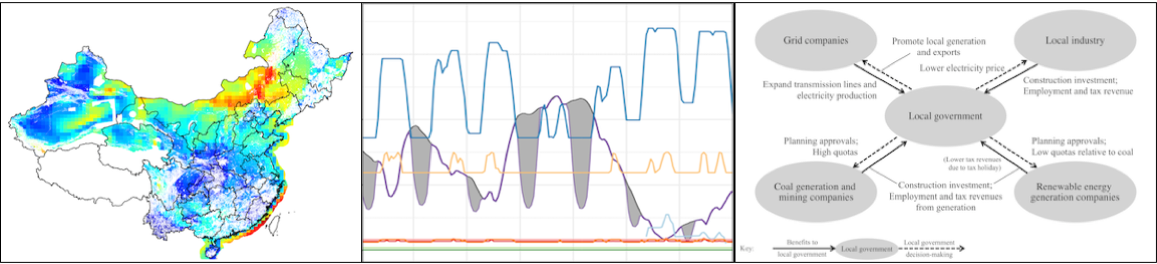 Grid companies
Local industry
Promote local generation
and exports
Lower electricity price
Expand transmission lines and
electricity production
Construction investment;
Employment and tax revenue
Local government
Planning approvals;
High quotas
Planning approvals;
Low quotas relative to coal
(Lower tax revenues
due to tax holiday)
Coal generation and
mining companies
Construction investment;
Employment and tax revenues
from generation
Renewable energy
generation companies
Key:
Benefits to
local government
Local government
Local government
decision-making